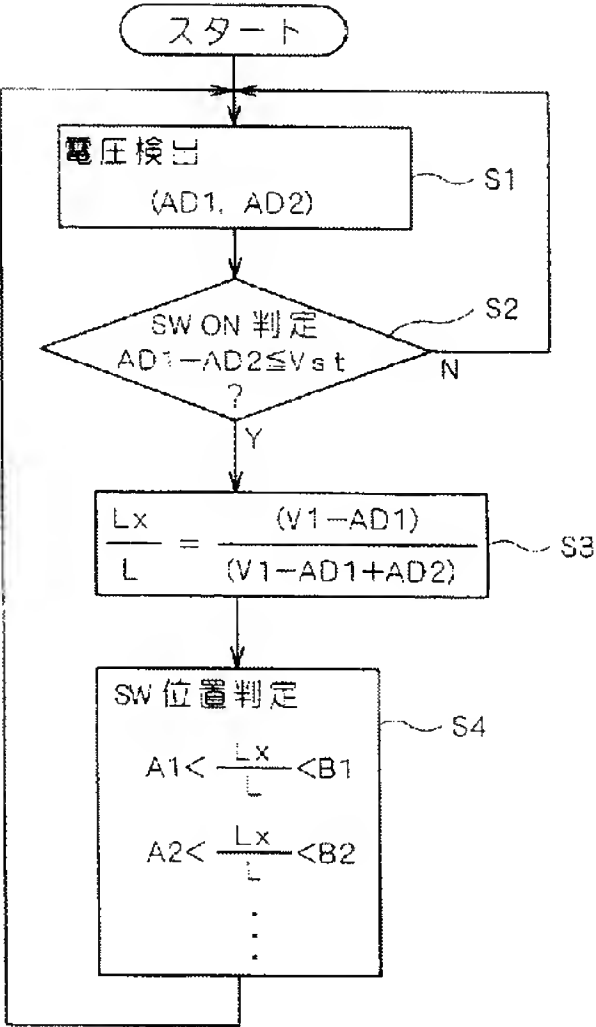 スタート
電圧検出
(AD1, AD2)
S1
SW ON 判定
AD1-AD2≦Vst
?
S2
N
Y
Lx/L = (V1-AD1)/(V1-AD1+AD2)
S3
SW 位置判定
A1< Lx/L <B1
A2< Lx/L <B2
S4